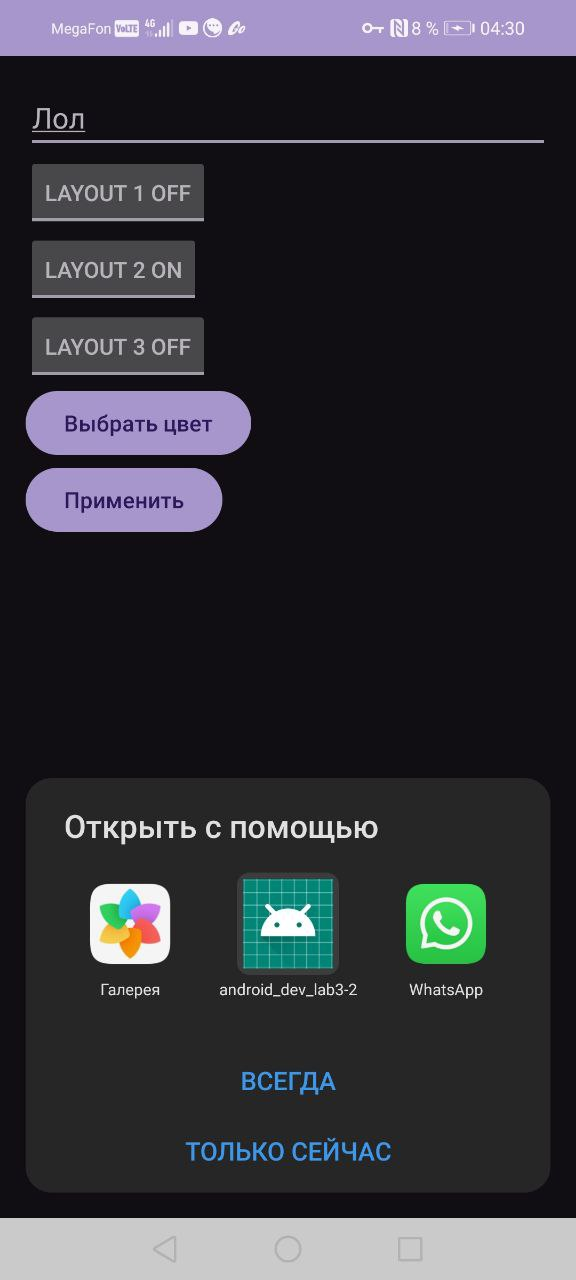 MegaFon VoLTE 4G 8 % 04:30
Лол
LAYOUT 1 OFF
LAYOUT 2 ON
LAYOUT 3 OFF
Выбрать цвет
Применить
Открыть с помощью
Галерея android_dev_lab3-2 WhatsApp
ВСЕГДА
ТОЛЬКО СЕЙЧАС